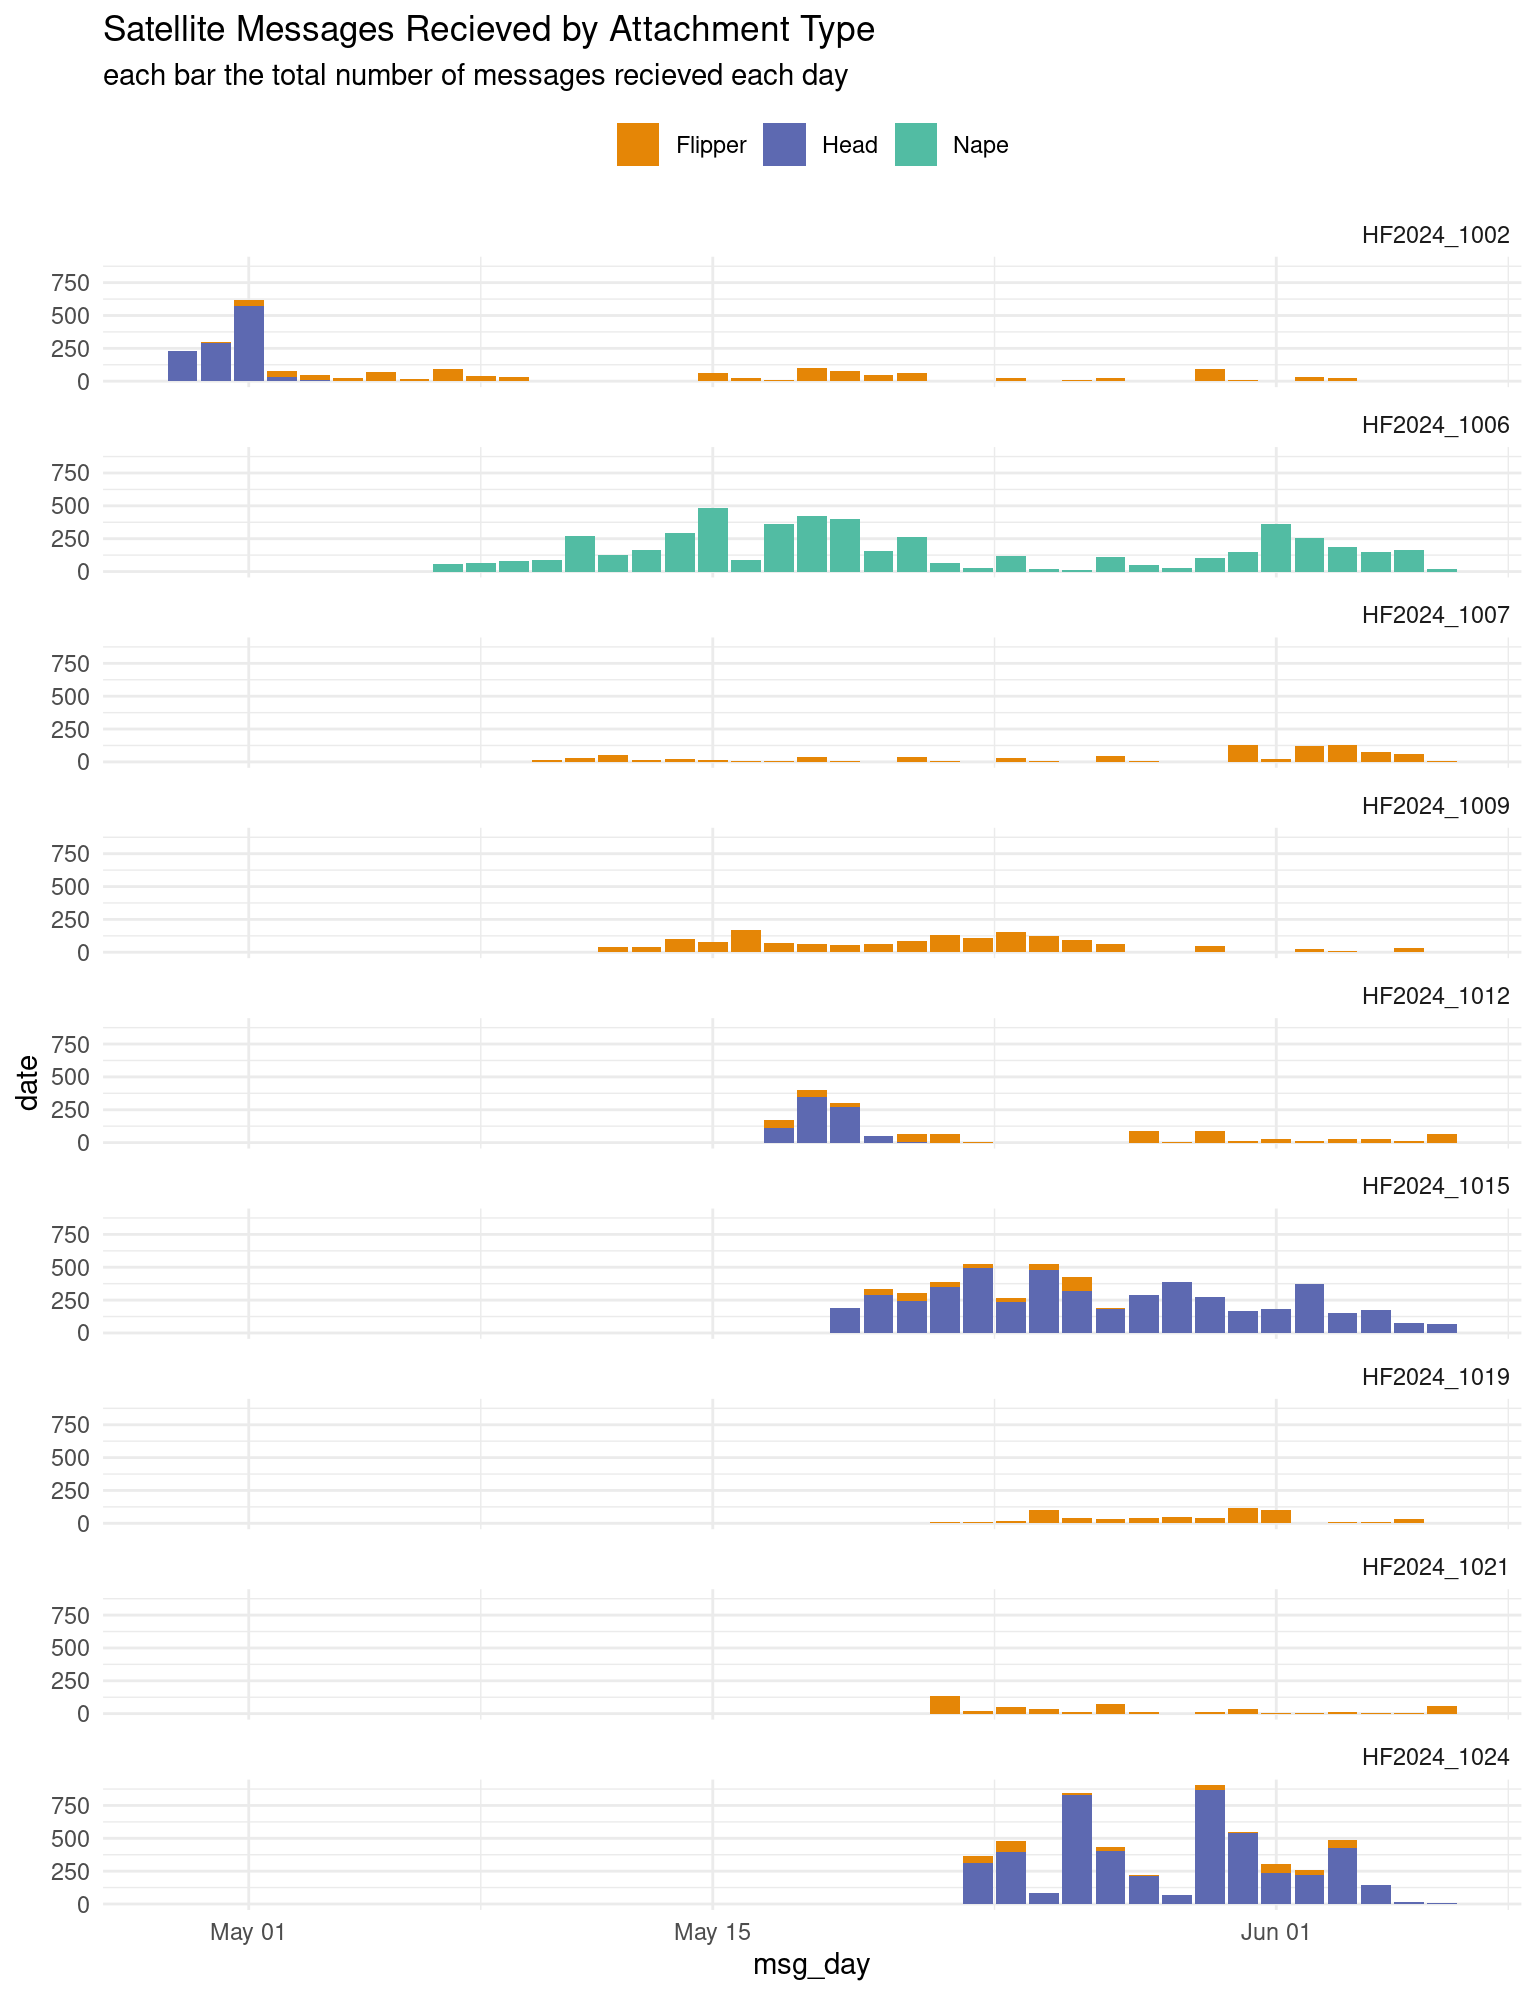 Satellite Messages Recieved by Attachment Type
each bar the total number of messages recieved each day
Flipper Head Nape
HF2024_1002
750
500
250
0
HF2024_1006
750
500
250
0
HF2024_1007
750
500
250
0
HF2024_1009
750
500
250
0
HF2024_1012
750
500
250
0
date
HF2024_1015
750
500
250
0
HF2024_1019
750
500
250
0
HF2024_1021
750
500
250
0
HF2024_1024
750
500
250
0
May 01 May 15 Jun 01
msg_day